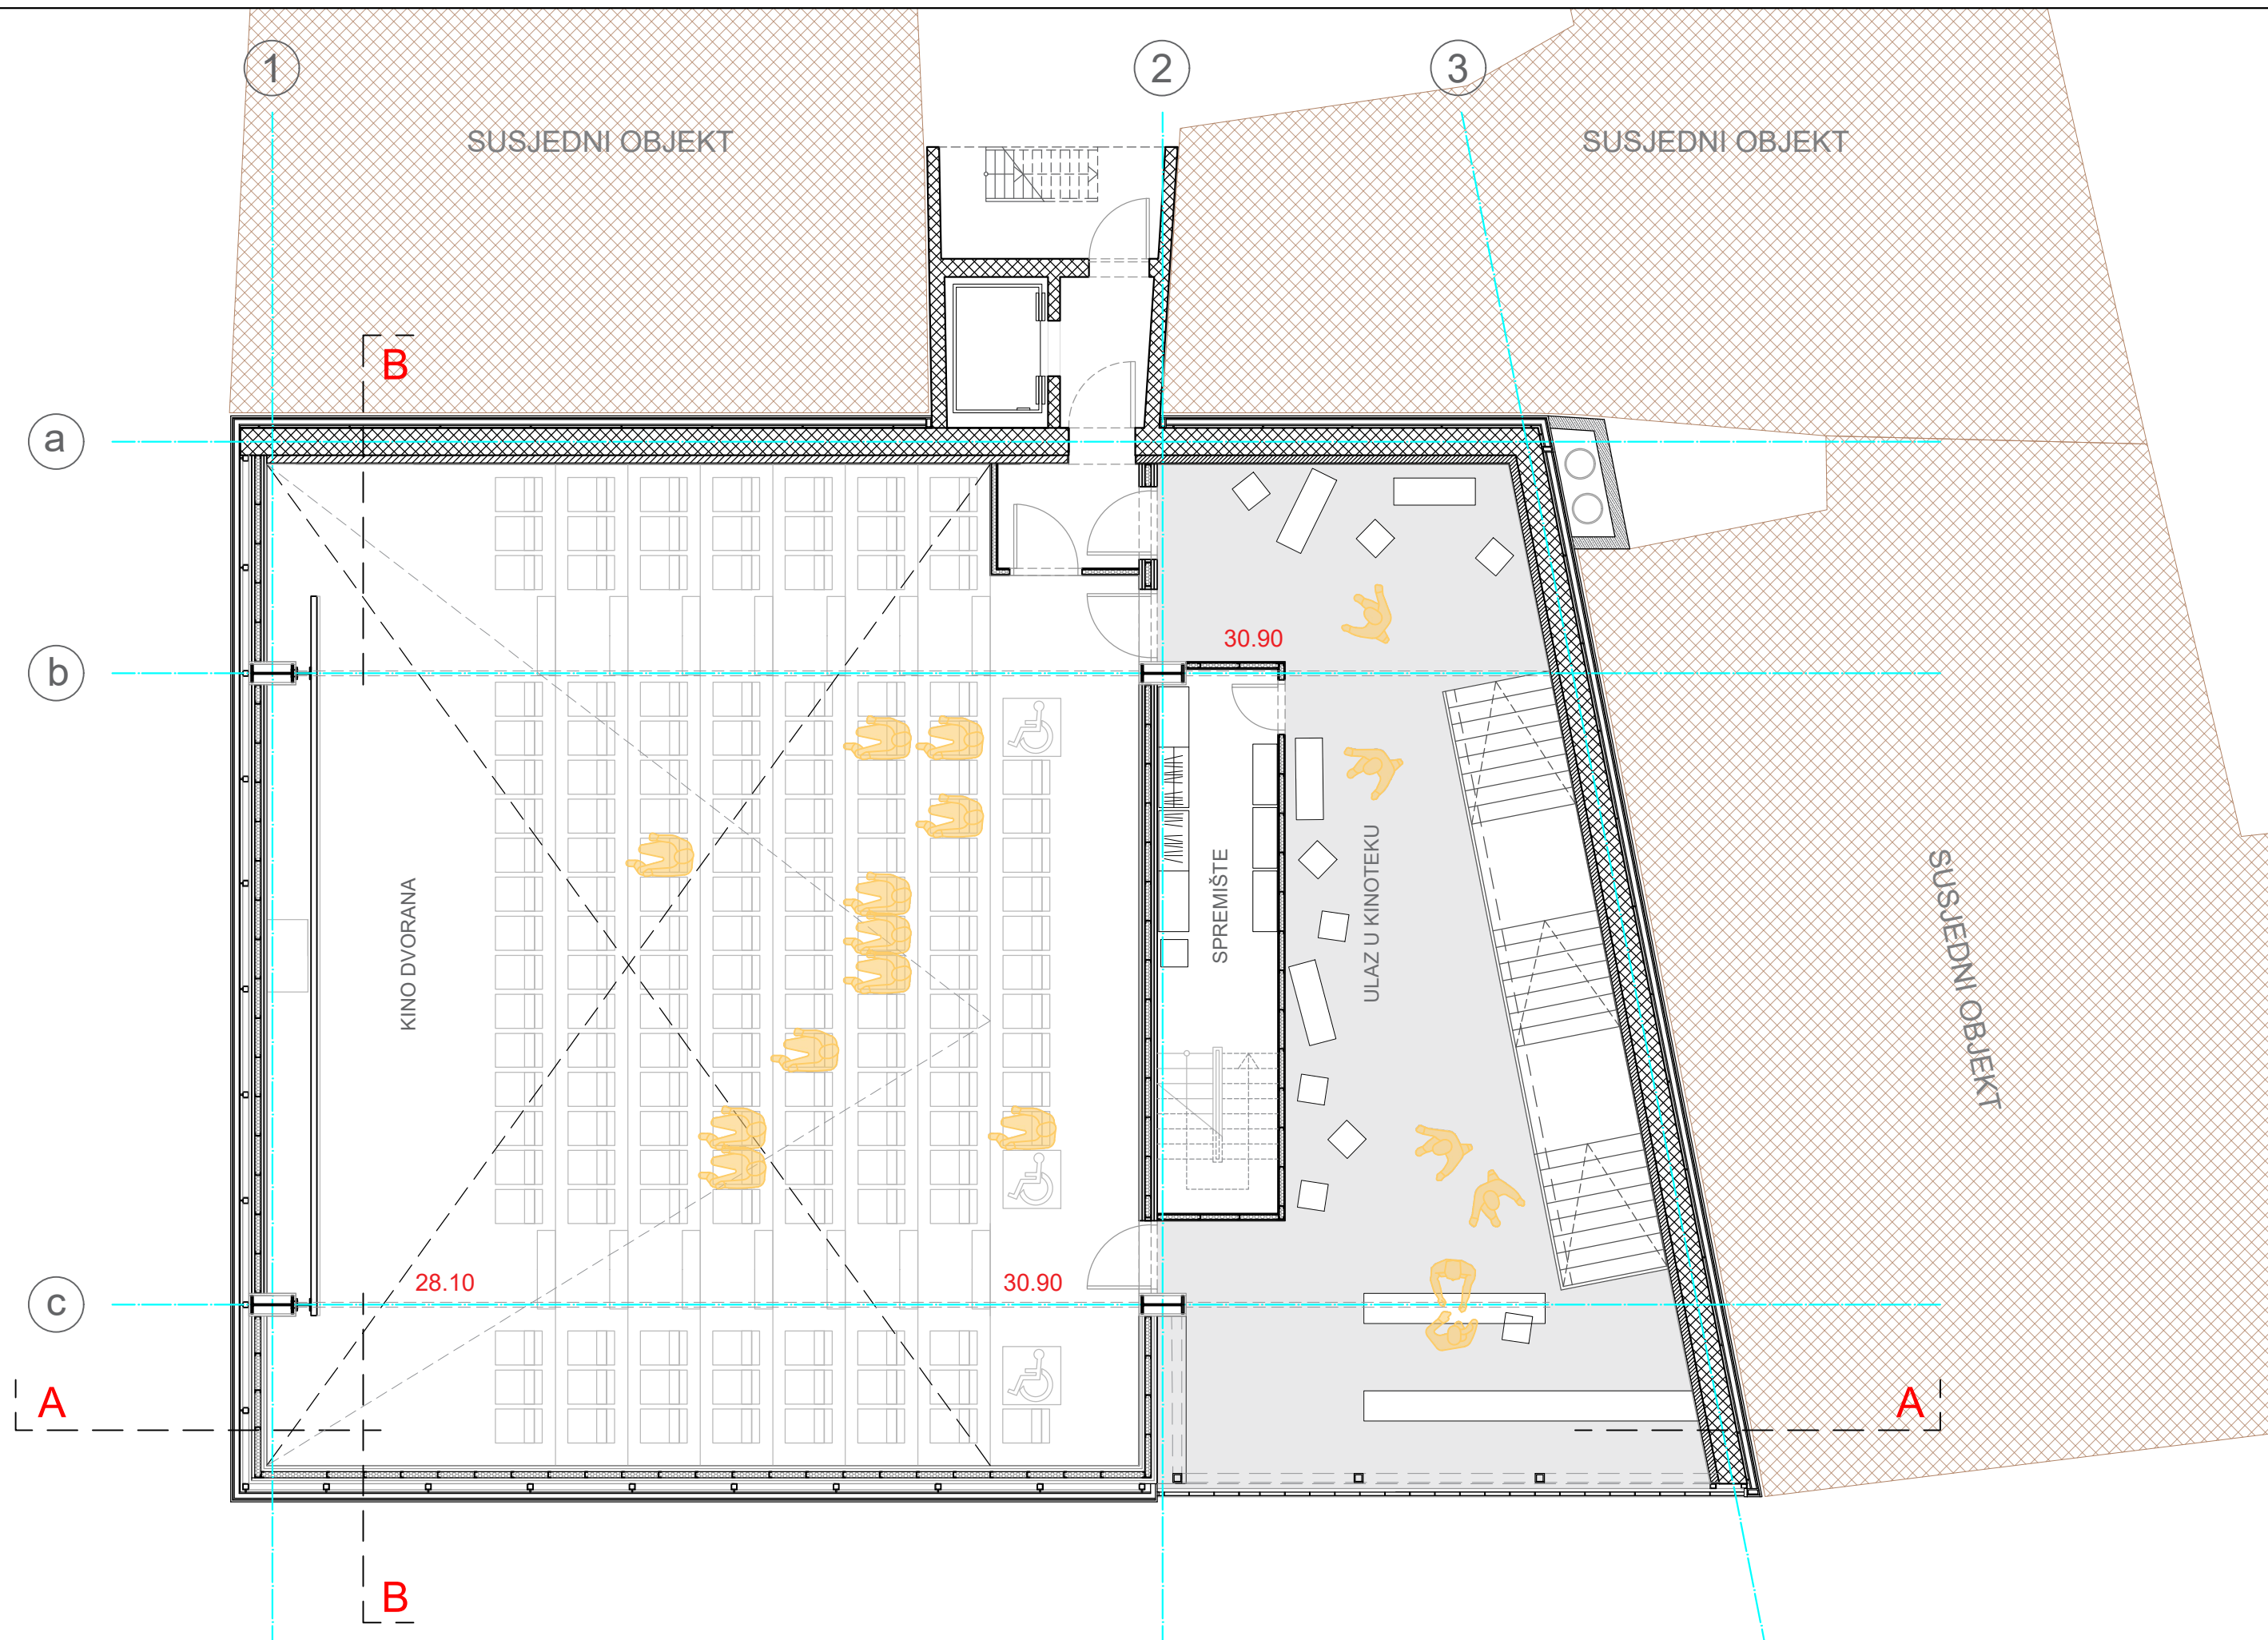 1
2
3
SUSJEDNI OBJEKT
SUSJEDNI OBJEKT
B
a
30.90
b
KINO DVORANA
SPREMIŠTE
ULAZ U KINOTEKU
SUSJEDNI OBJEKT
28.10
30.90
c
A
A
B